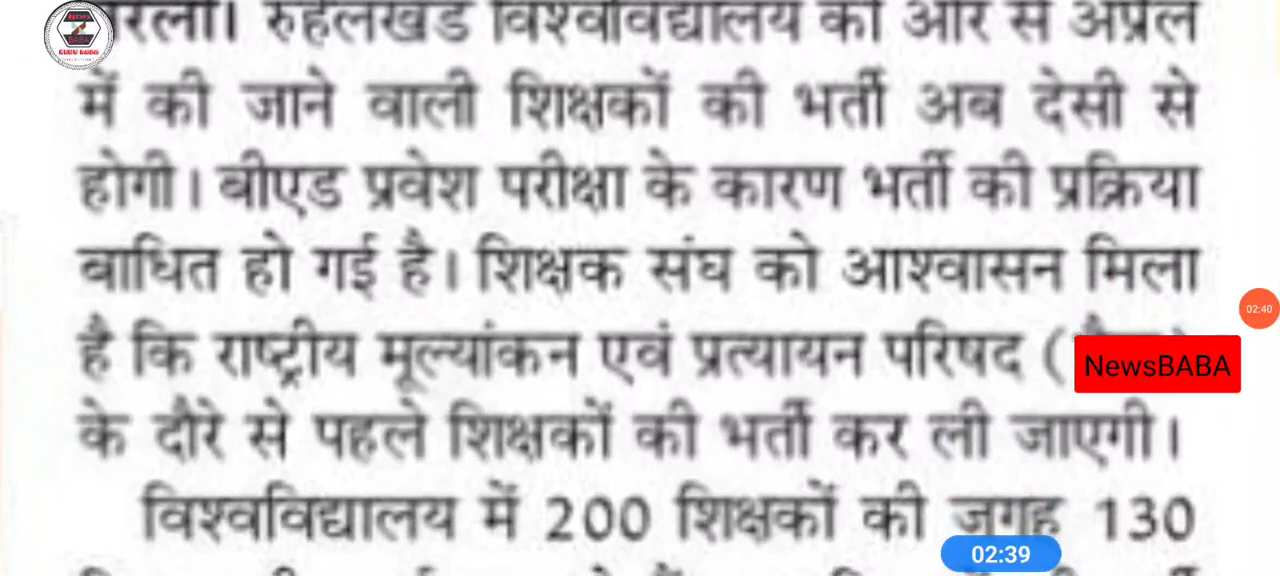 रुहेलखंड विश्वविद्यालय की ओर से अप्रैल
में की जाने वाली शिक्षकों की भर्ती अब देसी से
होगी। बीएड प्रवेश परीक्षा के कारण भर्ती की प्रक्रिया
बाधित हो गई है। शिक्षक संघ को आश्वासन मिला
है कि राष्ट्रीय मूल्यांकन एवं प्रत्यायन परिषद (
NewsBABA
02:40
के दौरे से पहले शिक्षकों की भर्ती कर ली जाएगी।
विश्वविद्यालय में 200 शिक्षकों की जगह 130
02:39